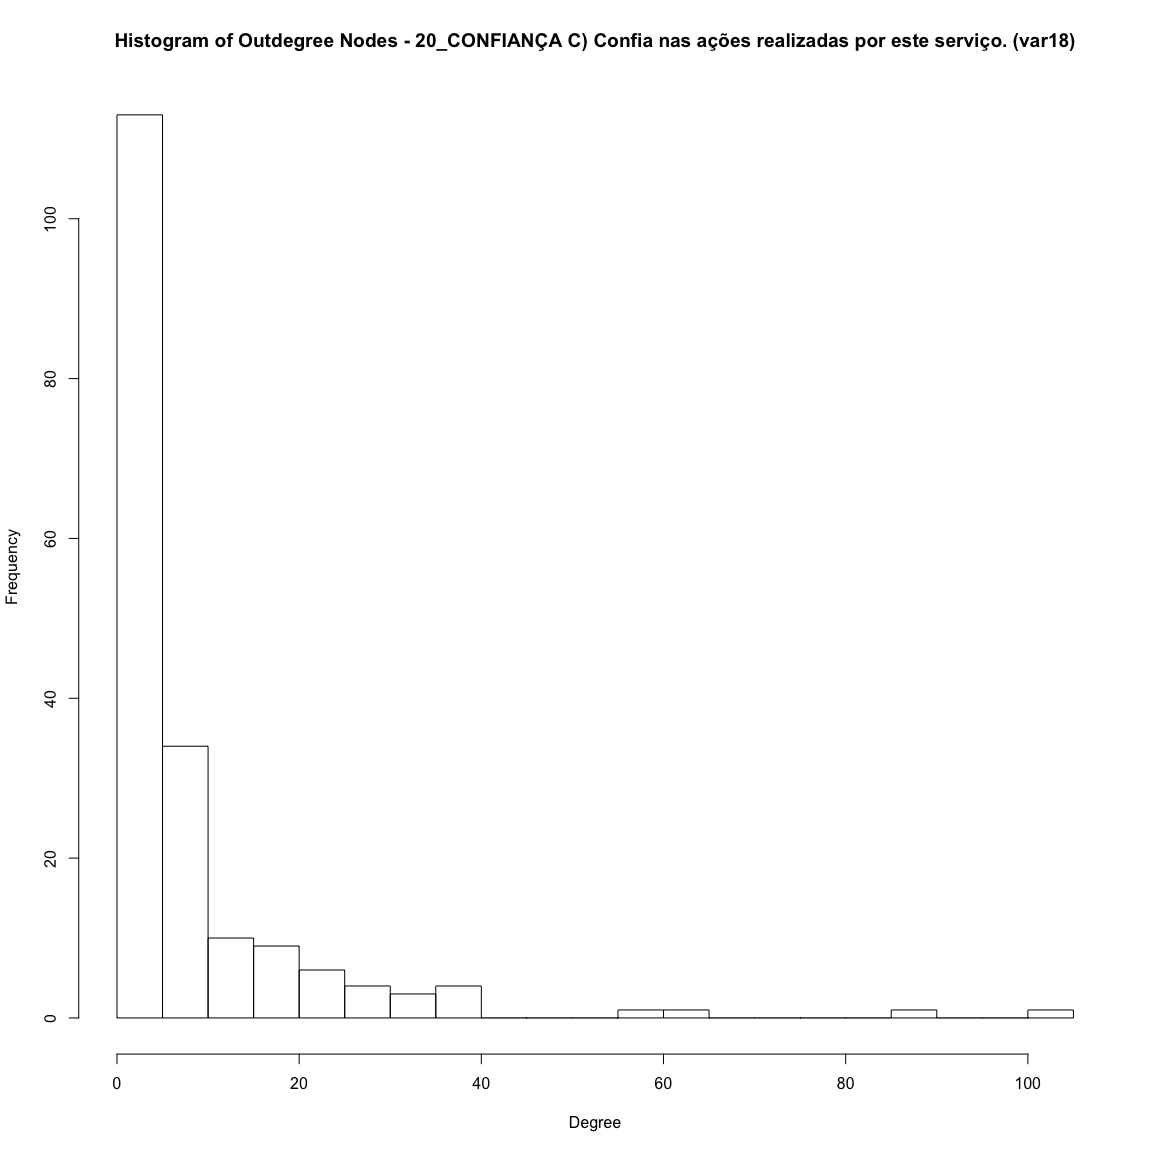 Histogram of Outdegree Nodes - 20_CONFIANÇA C) Confia nas ações realizadas por este serviço. (var18)
Frequency
100
80
60
40
20
0
0 20 40 60 80 100
Degree